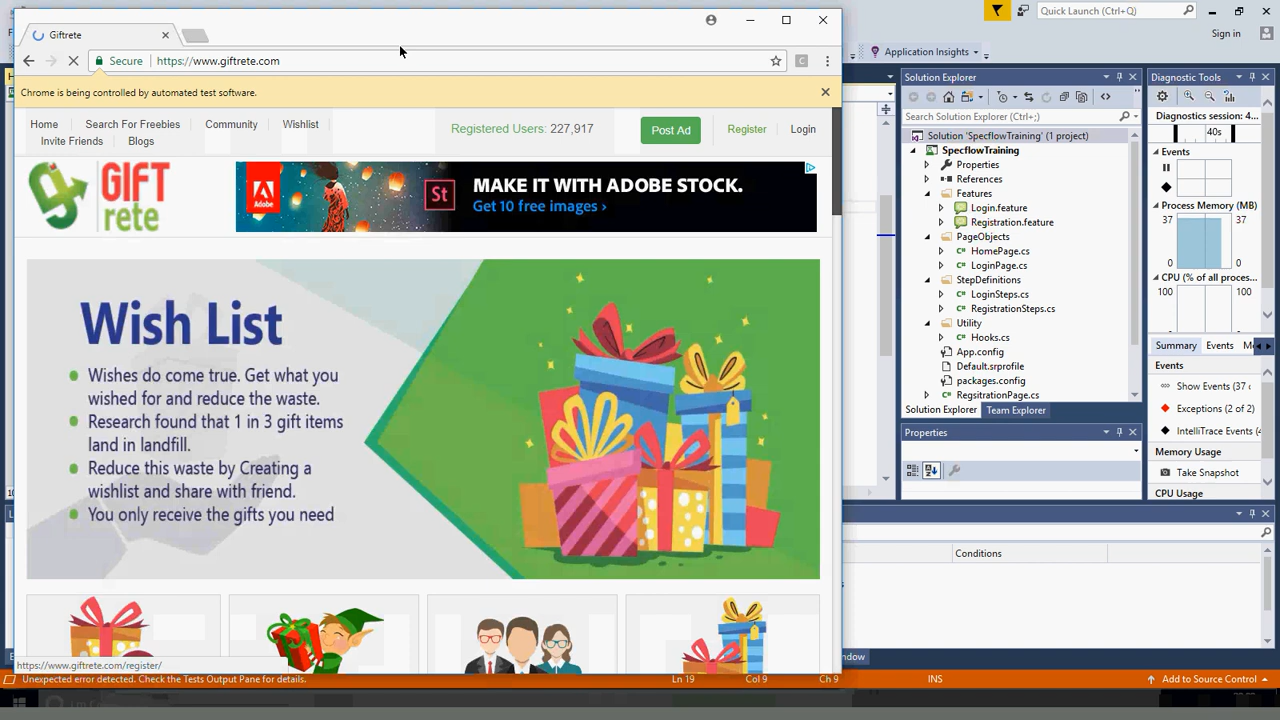 Giftrete
Secure
https://www.giftrete.com
Chrome is being controlled by automated test software.
Home
Search For Freebies
Community
Wishlist
Invite Friends
Blogs
Registered Users: 227,917
Post Ad
Register
Login
GIFT
rete
Adobe
St
MAKE IT WITH ADOBE STOCK.
Get 10 free images ›
Wish List
Wishes do come true. Get what you
wished for and reduce the waste.
Research found that 1 in 3 gift items
land in landfill.
Reduce this waste by Creating a
wishlist and share with friend.
You only receive the gifts you need
https://www.giftrete.com/register/
Quick Launch (Ctrl+Q)
Sign in
Application Insights
Solution Explorer
Search Solution Explorer (Ctrl+;)
Solution 'SpecflowTraining' (1 project)
SpecflowTraining
Properties
References
Features
Login.feature
Registration.feature
PageObjects
HomePage.cs
LoginPage.cs
StepDefinitions
LoginSteps.cs
RegistrationSteps.cs
Utility
Hooks.cs
App.config
Default.srprofile
packages.config
RegsitrationPage.cs
Solution Explorer
Team Explorer
Properties
Diagnostic Tools
Diagnostic session: 4...
40s
Events
Process Memory (MB)
37
37
0
0
CPU (% of all proces...
100
100
Summary
Events
Events
Show Events (37 
Exceptions (2 of 2)
IntelliTrace Events (4
Memory Usage
Take Snapshot
CPU Usage
Conditions
Unexpected error detected. Check the Tests Output Pane for details.
Ln 19
Col 9
Ch 9
INS
Add to Source Control